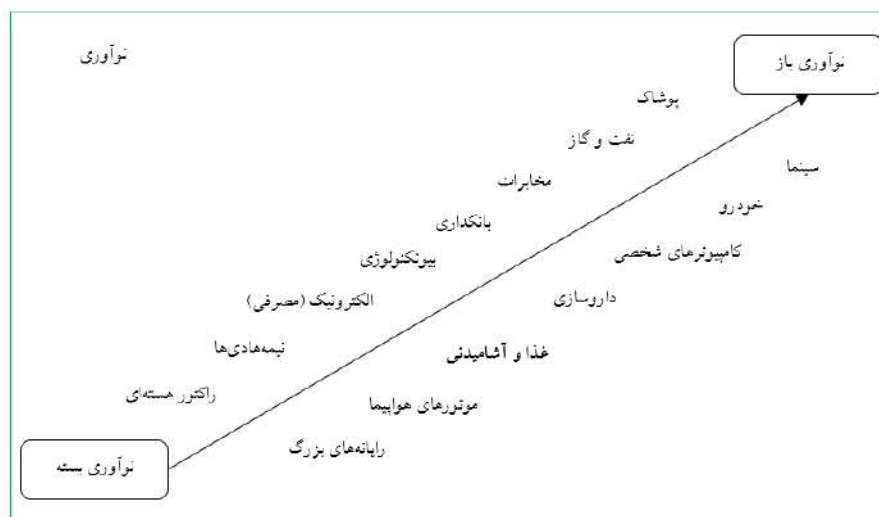 نوآوری
نوآوری باز
پوشاک
نفت و گاز
سینما
مخابرات
خودرو
بانکداری
کامپیوترهای شخصی
بیوتکنولوژی
الکترونیک (مصرفی)
داروسازی
نیمه‌هادی‌ها
غذا و آشامیدنی
راکتور هسته‌ای
موتورهای هواپیما
رایانه‌های بزرگ
نوآوری بسته